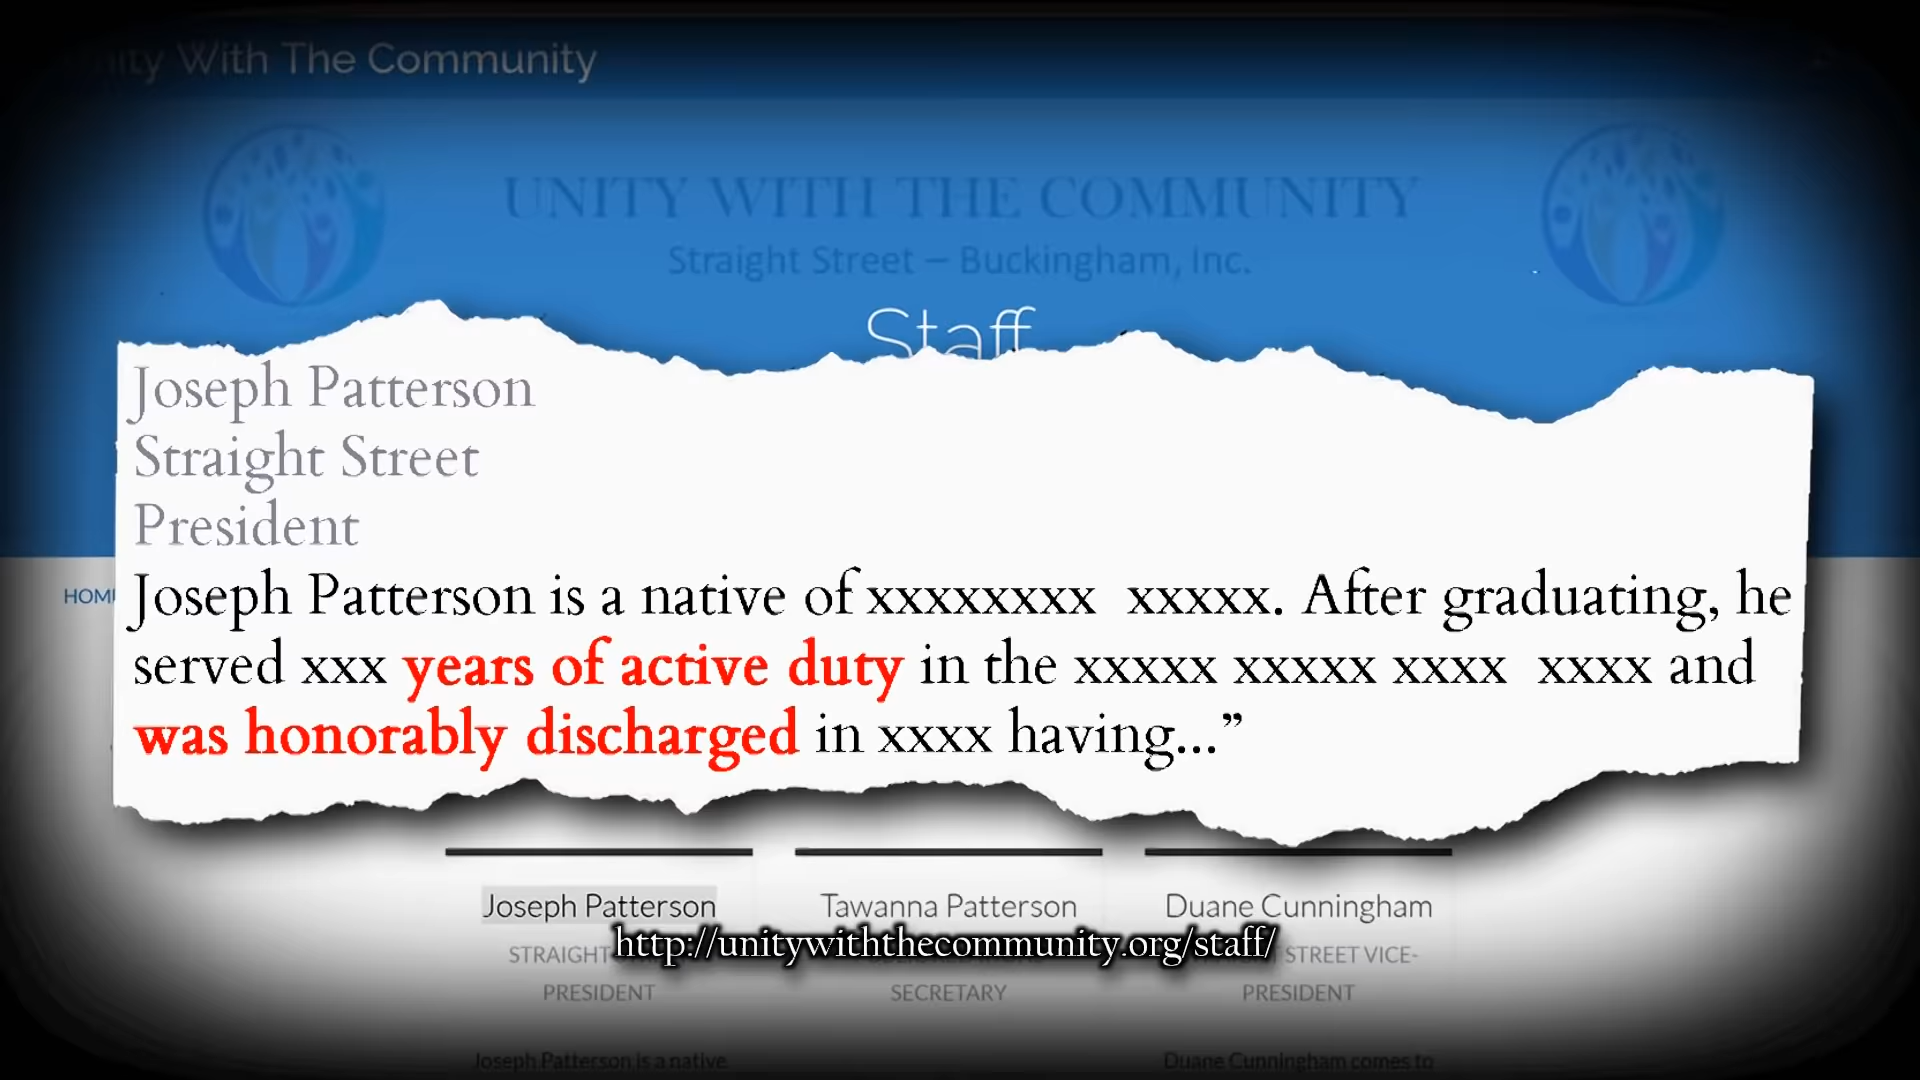 With The Community
UNITY WITH THE COMMUNITY
Straight Street – Buckingham, Inc.
Staff
Joseph Patterson
Straight Street
President
Joseph Patterson is a native of xxxxxxxx xxxxx. After graduating, he
served xxx years of active duty in the xxxxx xxxxx xxxx xxxx and
was honorably discharged in xxxx having...”
Joseph Patterson Tawanna Patterson Duane Cunningham
http://unitywiththecommunity.org/staff/
STRAIGHT STREET VICE-
PRESIDENT SECRETARY PRESIDENT
Joseph Patterson is a native Duane Cunningham comes to